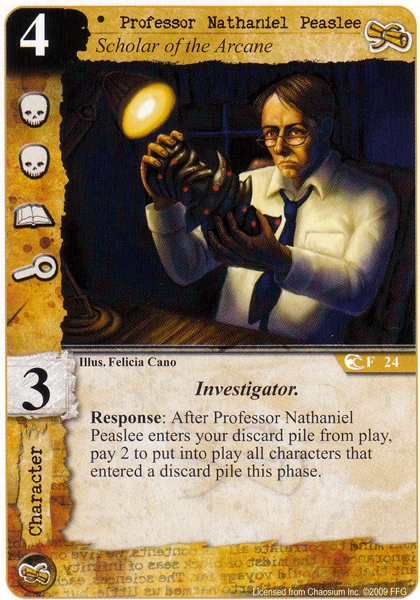 4
• Professor Nathaniel Peaslee
Scholar of the Arcane
Illus. Felicia Cano
F 24
3
Investigator.
Response: After Professor Nathaniel
Peaslee enters your discard pile from play,
pay 2 to put into play all characters that
entered a discard pile this phase.
Character
Licensed from Chaosium Inc. ©2009 FFG